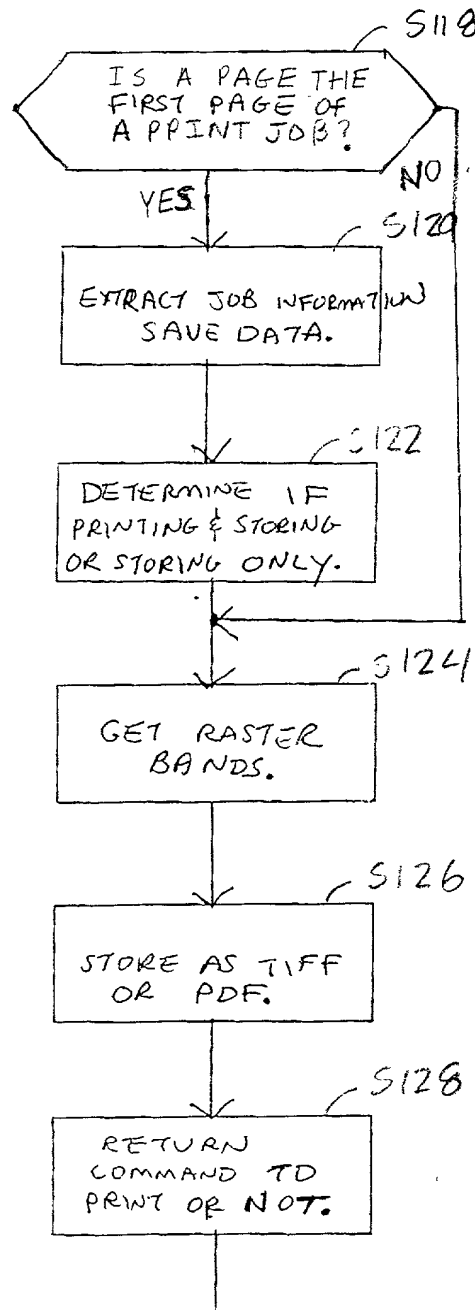 S118
IS A PAGE THE
FIRST PAGE OF
A PPINT JOB?
NO
YES
S120
EXTRACT JOB INFORMATION
SAVE DATA.
S122
DETERMINE IF
PRINTING & STORING
OR STORING ONLY.
S124
GET RASTER
BANDS.
S126
STORE AS TIFF
OR PDF.
S128
RETURN
COMMAND TO
PRINT OR NOT.